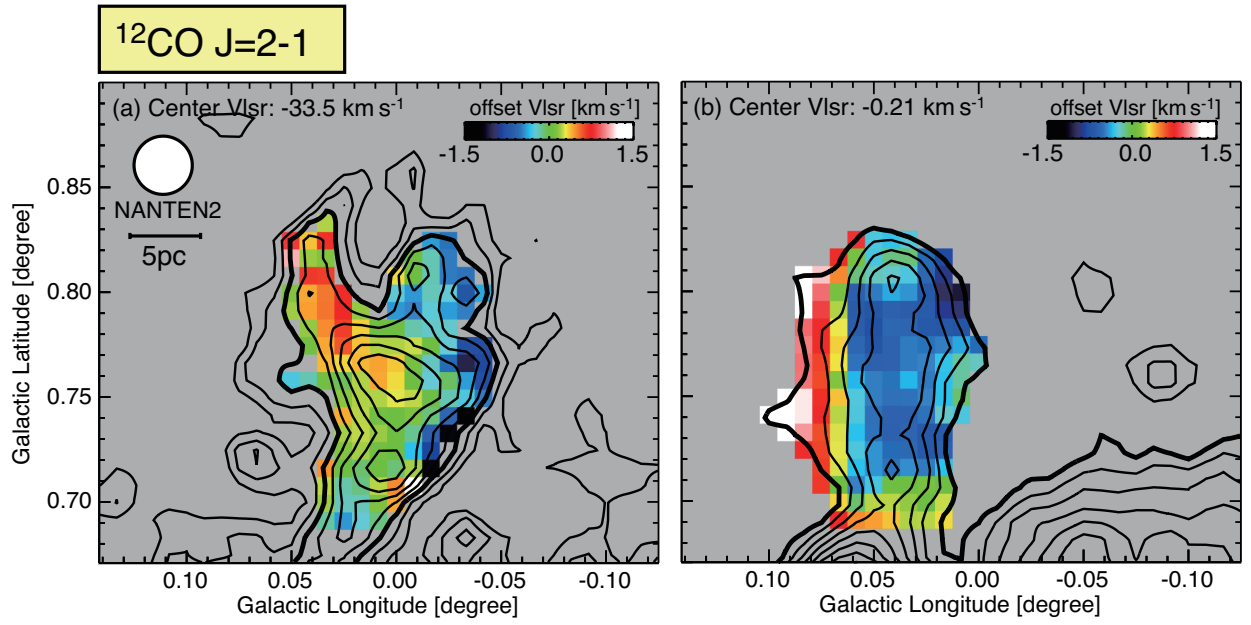 ¹²CO J=2-1
(a) Center Vlsr: -33.5 km s⁻¹
offset Vlsr [km s⁻¹]
-1.5 0.0 1.5
NANTEN2
5pc
(b) Center Vlsr: -0.21 km s⁻¹
offset Vlsr [km s⁻¹]
-1.5 0.0 1.5
Galactic Latitude [degree]
0.85
0.80
0.75
0.70
0.10 0.05 0.00 -0.05 -0.10
Galactic Longitude [degree]
0.10 0.05 0.00 -0.05 -0.10
Galactic Longitude [degree]